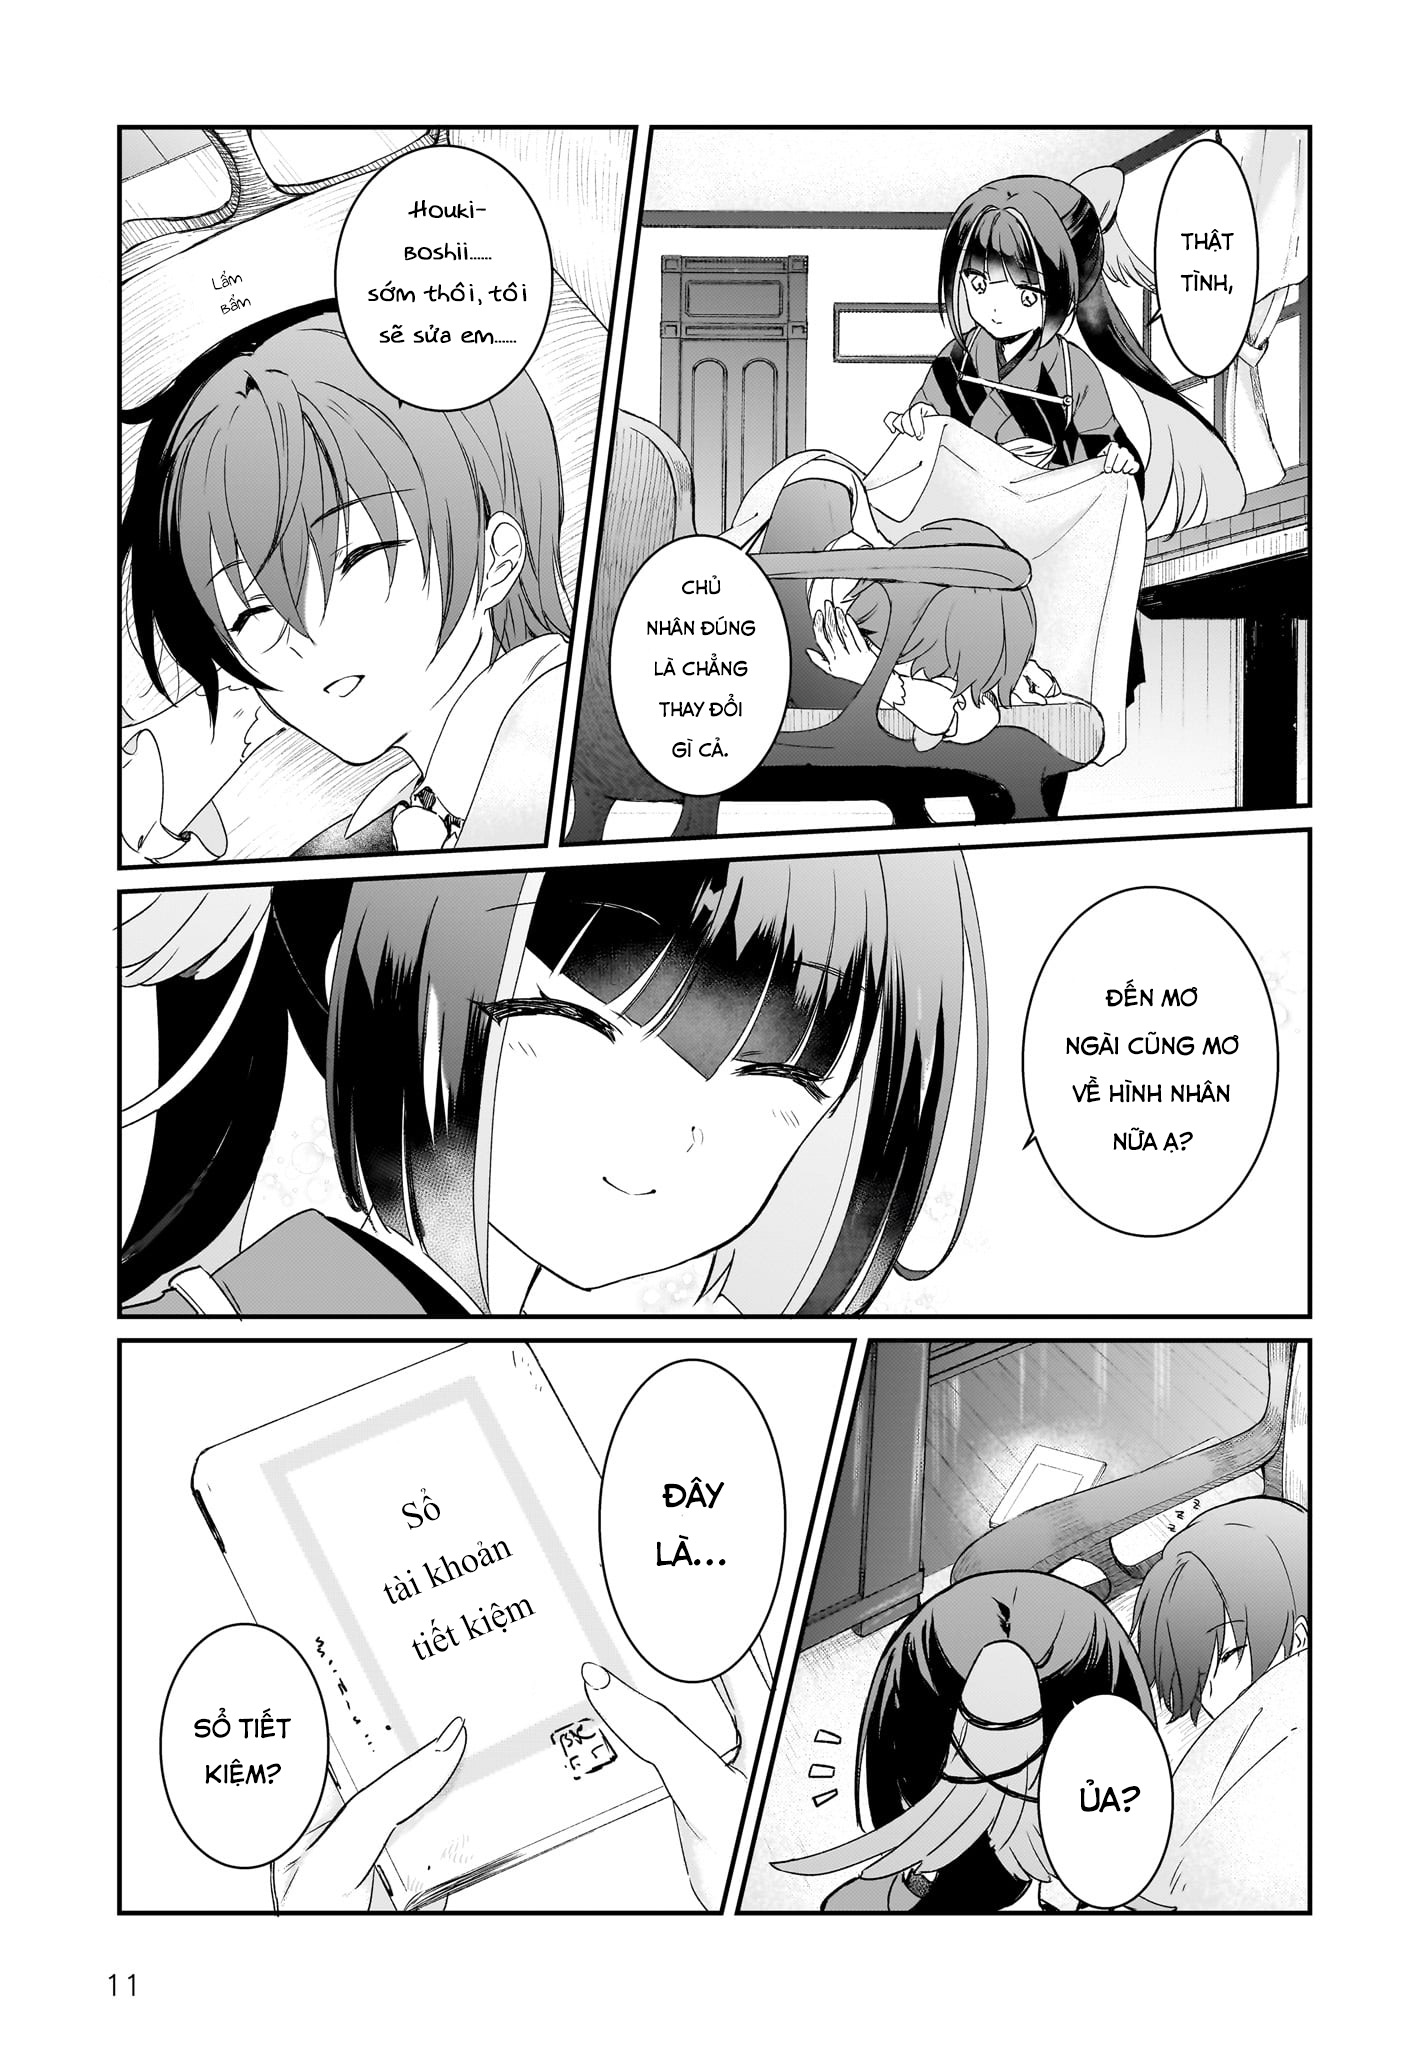 THẬT
TÌNH,
CHỦ
NHÂN ĐÚNG
LÀ CHẲNG
THAY ĐỔI
GÌ CẢ.
Houki-
Boshii......
sớm thôi, tôi
sẽ sửa em......
Lẩm
Bẩm
ĐẾN MƠ
NGÀI CŨNG MƠ
VỀ HÌNH NHÂN
NỮA Ạ?
ỦA?
ĐÂY
LÀ...
Sổ
tài khoản
tiết kiệm
SỔ TIẾT
KIỆM?
11